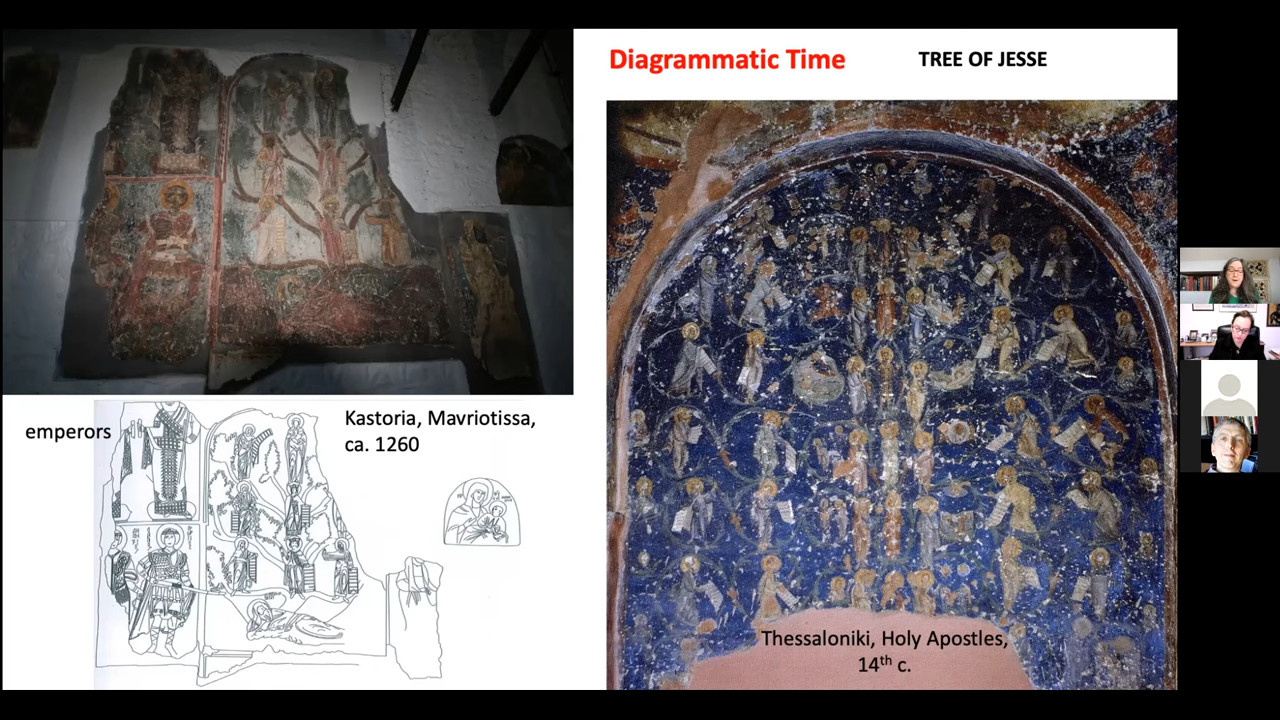 Diagrammatic Time
TREE OF JESSE
emperors
Kastoria, Mavriotissa,
ca. 1260
Thessaloniki, Holy Apostles,
14th c.